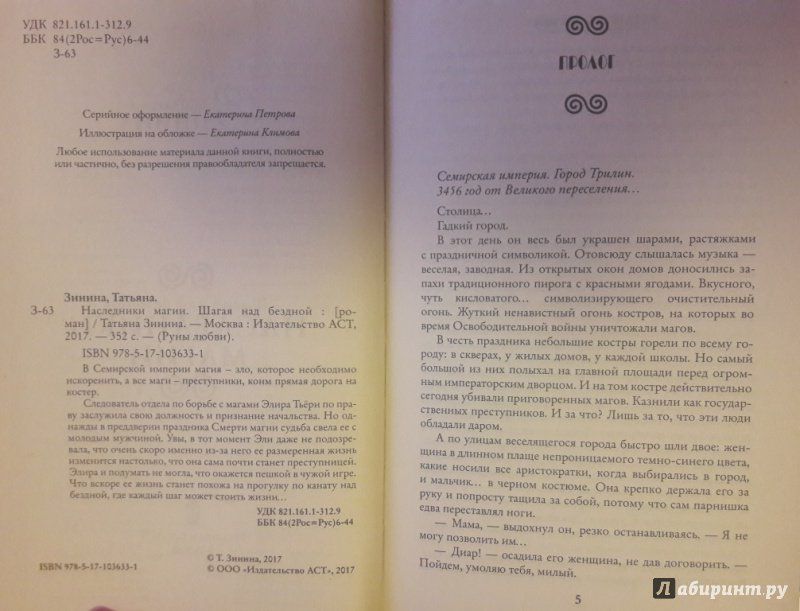 УДК 821.161.1-312.9
ББК 84(2Рос=Рус)6-44
З-63
Серийное оформление — Екатерина Петрова
Иллюстрация на обложке — Екатерина Климова
Любое использование материала данной книги, полностью
или частично, без разрешения правообладателя запрещается.
Зинина, Татьяна.
З-63 Наследники магии. Шагая над бездной : [ро-
ман] / Татьяна Зинина. — Москва : Издательство АСТ,
2017. — 352 с. — (Руны любви).
ISBN 978-5-17-103633-1
В Семирской империи магия – зло, которое необходимо
искоренить, а все маги – преступники, коим прямая дорога на
костер.
Следователь отдела по борьбе с магами Элира Тьёри по пра-
ву заслужила свою должность и признание начальства. Но од-
нажды в преддверии праздника Смерти магии судьба свела ее с
молодым мужчиной. Увы, в тот момент Эли даже не подозре-
вала, что очень скоро именно из-за него ее размеренная жизнь
изменится настолько, что она сама почти станет преступницей.
Элира и подумать не могла, что окажется пешкой в чужой игре.
Что вскоре ее жизнь станет похожа на прогулку по канату над
бездной, где каждый шаг может стоить жизни...
УДК 821.161.1-312.9
ББК 84(2Рос=Рус)6-44
© Т. Зинина, 2017
ISBN 978-5-17-103633-1 © ООО «Издательство АСТ», 2017
ПРОЛОГ
Семирская империя. Город Трилин.
3456 год от Великого переселения...
Столица...
Гадкий город.
В этот день он весь был украшен шарами, растяжками
с праздничной символикой. Отовсюду слышалась музыка —
веселая, заводная. Из открытых окон домов доносились за-
пахи традиционного пирога с красными ягодами. Вкусного,
чуть кисловатого... символизирующего очистительный
огонь. Жуткий ненавистный огонь костров, на которых во
время Освободительной войны уничтожали магов.
В честь праздника небольшие костры горели по всему го-
роду: в скверах, у жилых домов, у каждой школы. Но самый
большой из них полыхал на главной площади перед огром-
ным императорским дворцом. И на том костре действительно
сегодня убивали приговоренных магов. Казнили как государ-
ственных преступников. И за что? Лишь за то, что эти люди
обладали даром.
А по улицам веселящегося города быстро шли двое: жен-
щина в длинном плаще непроницаемого темно-синего цвета,
какие носили все аристократки, когда выбирались в город,
и мальчик... в черном костюме. Она крепко держала его за
руку и попросту тащила за собой, потому что сам парнишка
едва переставлял ноги.
— Мама, — выдохнул он, резко останавливаясь. — Я не
могу позволить им...
— Диар! — осадила его женщина, не дав договорить. —
Пойдем, умоляю тебя, милый.
5
Лабиринт.ру